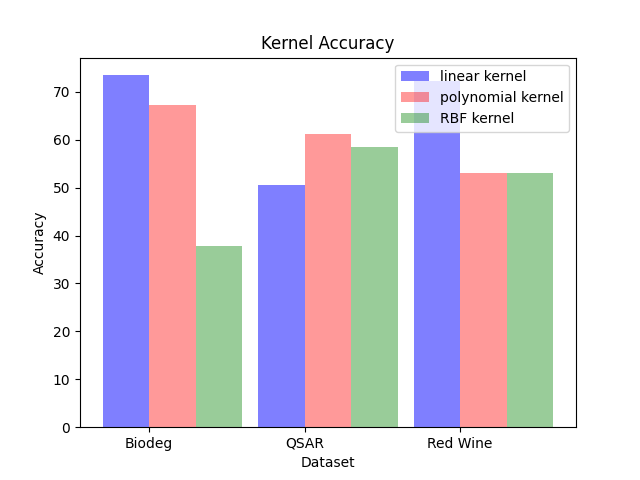 Kernel Accuracy
linear kernel
polynomial kernel
RBF kernel
Accuracy
70
60
50
40
30
20
10
0
Biodeg
QSAR
Red Wine
Dataset